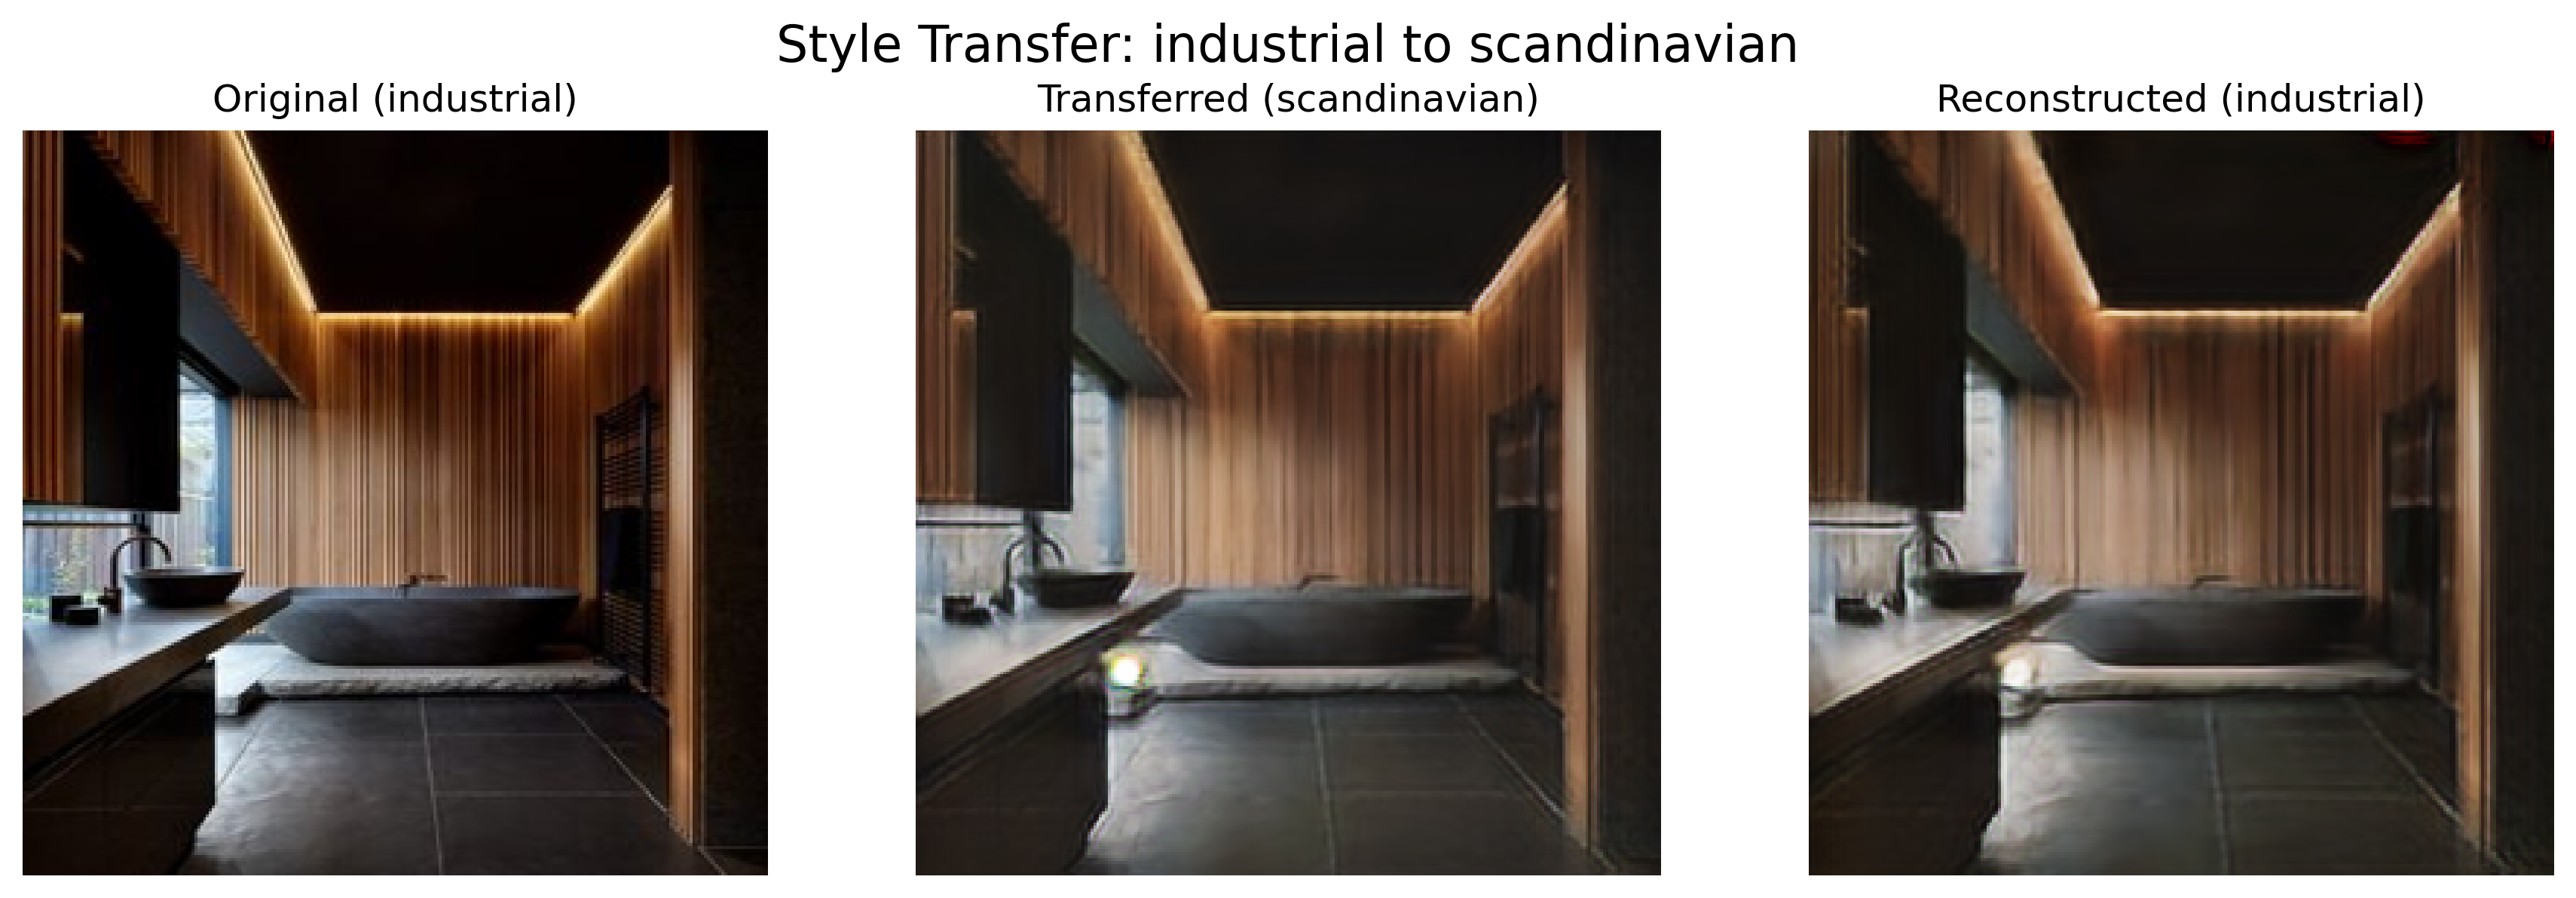 Style Transfer: industrial to scandinavian
Original (industrial)
Transferred (scandinavian)
Reconstructed (industrial)